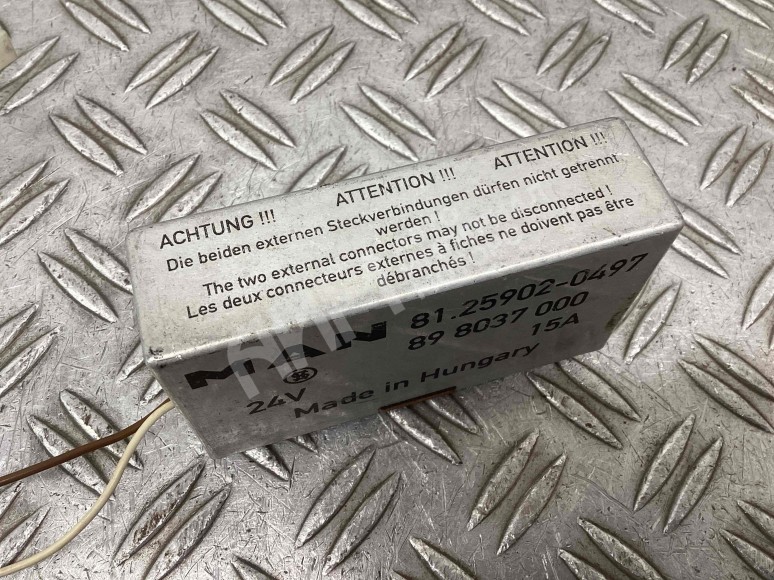 ACHTUNG !!! ATTENTION !!! ATTENTION !!!
Die beiden externen Steckverbindungen dürfen nicht getrennt
werden !
The two external connectors may not be disconnected !
Les deux connecteurs externes à fiches ne doivent pas être
débranchés !
MAN 81.25902-0497
89 8037 000
24V 15A
Made in Hungary